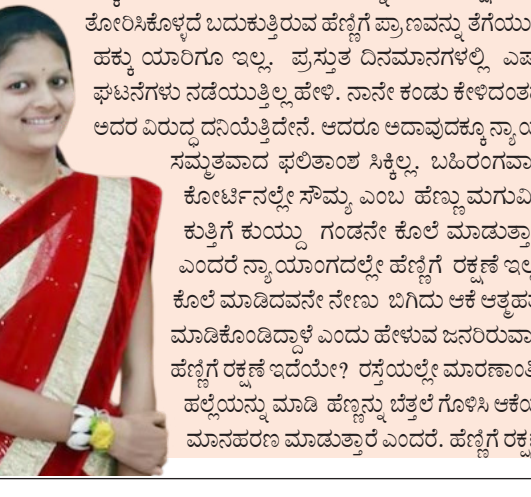 ತೋರಿಸಿಕೊಳ್ಳದೆ ಬದುಕುತ್ತಿರುವ ಹೆಣ್ಣಿಗೆ ಪ್ರಾಣವನ್ನು ತೆಗೆಯು
ಹಕ್ಕು ಯಾರಿಗೂ ಇಲ್ಲ. ಪ್ರಸ್ತುತ ದಿನಮಾನಗಳಲ್ಲಿ ಎಷ
ಘಟನೆಗಳು ನಡೆಯುತ್ತಿಲ್ಲ ಹೇಳಿ. ನಾನೇ ಕಂಡು ಕೇಳಿದಂತ
ಅದರ ವಿರುದ್ಧ ದನಿಯೆತ್ತಿದೇನೆ. ಆದರೂ ಅದಾವುದಕ್ಕೂ ನ್ಯಾಯ
ಸಮ್ಮತವಾದ ಫಲಿತಾಂಶ ಸಿಕ್ಕಿಲ್ಲ. ಬಹಿರಂಗವಾ
ಕೋರ್ಟಿನಲ್ಲೇ ಸೌಮ್ಯ ಎಂಬ ಹೆಣ್ಣು ಮಗುವಿ
ಕುತ್ತಿಗೆ ಕುಯ್ದು ಗಂಡನೇ ಕೊಲೆ ಮಾಡುತ್ತಾ
ಎಂದರೆ ನ್ಯಾಯಾಂಗದಲ್ಲೇ ಹೆಣ್ಣಿಗೆ ರಕ್ಷಣೆ ಇಲ
ಕೊಲೆ ಮಾಡಿದವನೇ ನೇಣು ಬಿಗಿದು ಆಕೆ ಆತ್ಮಹ
ಮಾಡಿಕೊಂಡಿದ್ದಾಳೆ ಎಂದು ಹೇಳುವ ಜನರಿರುವಾ
ಹೆಣ್ಣಿಗೆ ರಕ್ಷಣೆ ಇದೆಯೇ? ರಸ್ತೆಯಲ್ಲೇ ಮಾರಣಾಂತಿ
ಹಲ್ಲೆಯನ್ನು ಮಾಡಿ ಹೆಣ್ಣನ್ನು ಬೆತ್ತಲೆ ಗೊಳಿಸಿ ಆಕೆಯ
ಮಾನಹರಣ ಮಾಡುತ್ತಾರೆ ಎಂದರೆ. ಹೆಣ್ಣಿಗೆ ರಕ್ಷ